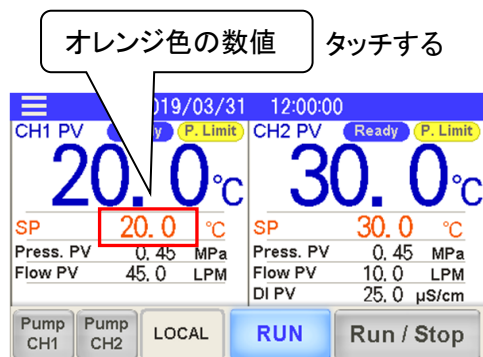 オレンジ色の数値 タッチする
019/03/31 12:00:00
CH1 PV y P. Limit CH2 PV Ready P. Limit
20.0 ℃ 30.0 ℃
SP 20.0 ℃ SP 30.0 ℃
Press. PV 0.45 MPa Press. PV 0.45 MPa
Flow PV 45.0 LPM Flow PV 10.0 LPM
DI PV 25.0 µS/cm
Pump CH1 Pump CH2 LOCAL RUN Run / Stop